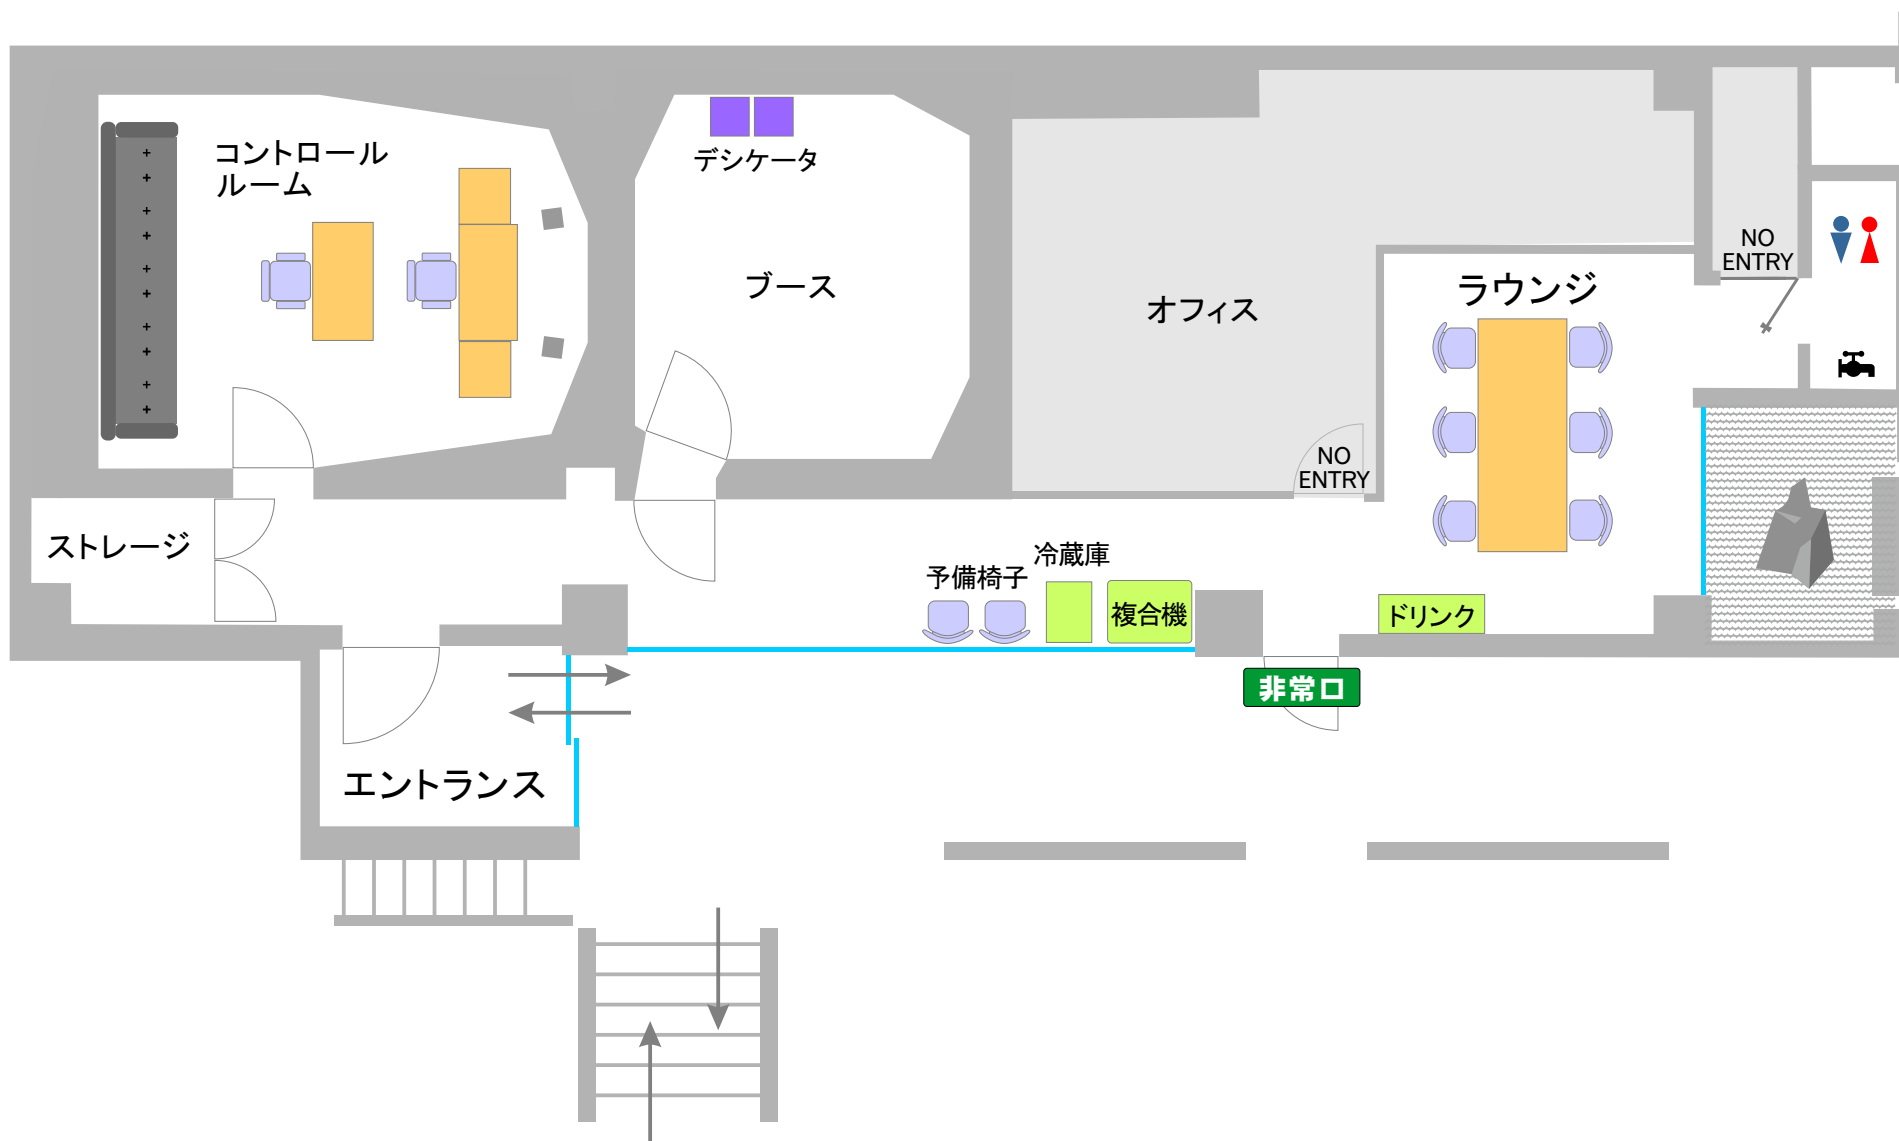 コントロール
ルーム
デシケータ
ブース
オフィス
ラウンジ
NO
ENTRY
NO
ENTRY
ストレージ
予備椅子
冷蔵庫
複合機
ドリンク
非常口
エントランス